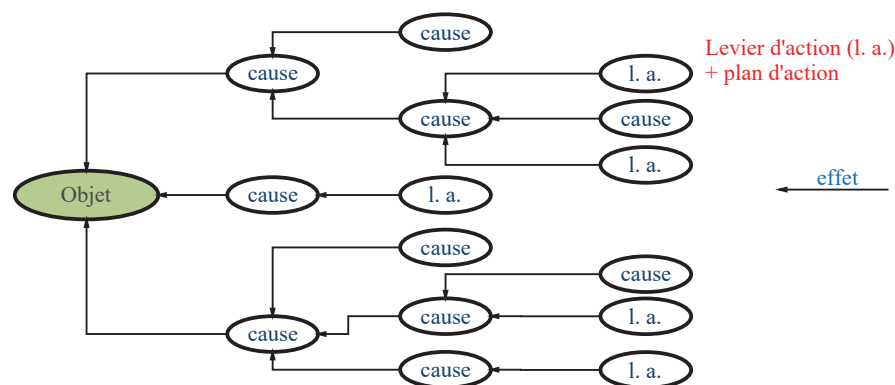 cause
cause
l. a.
Levier d'action (l. a.)
+ plan d'action
cause
cause
l. a.
Objet
cause
l. a.
effet
cause
cause
cause
cause
l. a.
cause
l. a.